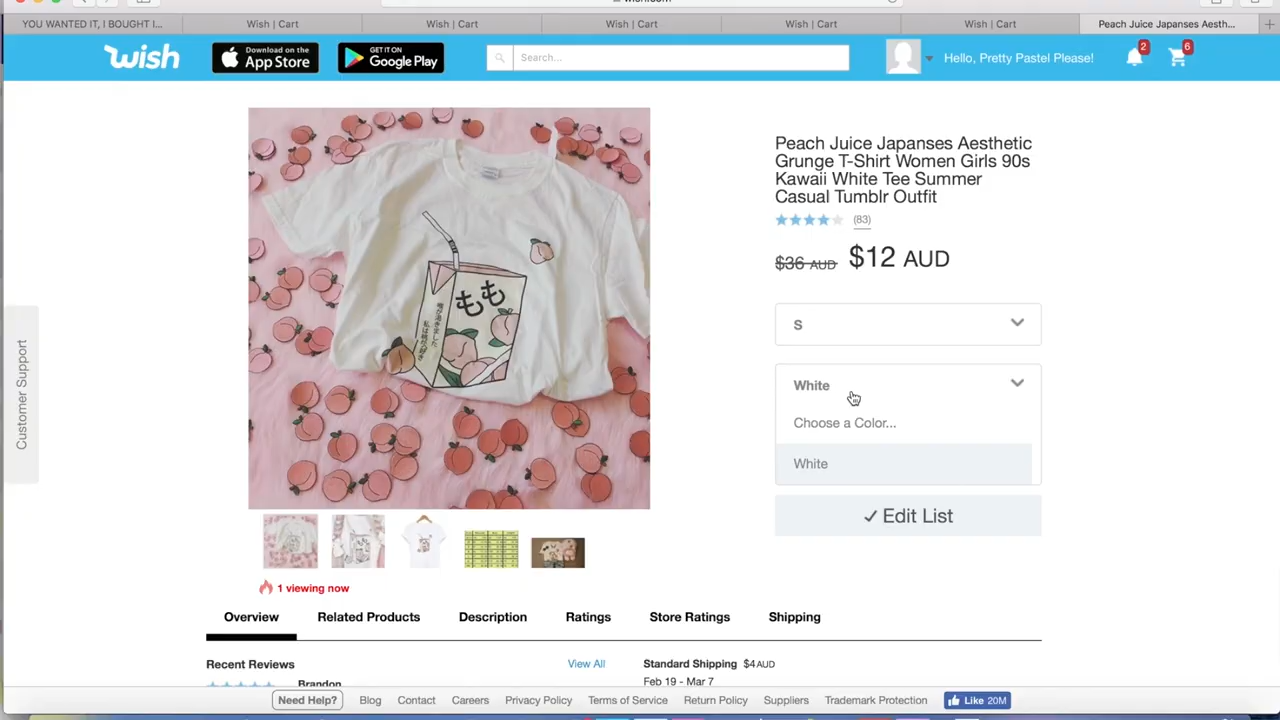 wish.com
YOU WANTED IT, I BOUGHT I...
Wish | Cart
Wish | Cart
Wish | Cart
Wish | Cart
Wish | Cart
Peach Juice Japanses Aesth...
wish
Download on the
App Store
GET IT ON
Google Play
Search...
Hello, Pretty Pastel Please!
2
6
Peach Juice Japanses Aesthetic
Grunge T-Shirt Women Girls 90s
Kawaii White Tee Summer
Casual Tumblr Outfit
(83)
$36 AUD $12 AUD
S
White
Choose a Color...
White
Edit List
もも
Customer Support
1 viewing now
Overview
Related Products
Description
Ratings
Store Ratings
Shipping
Recent Reviews
View All
Standard Shipping $4 AUD
Brandon
Feb 19 - Mar 7
Need Help?
Blog
Contact
Careers
Privacy Policy
Terms of Service
Return Policy
Suppliers
Trademark Protection
Like 20M